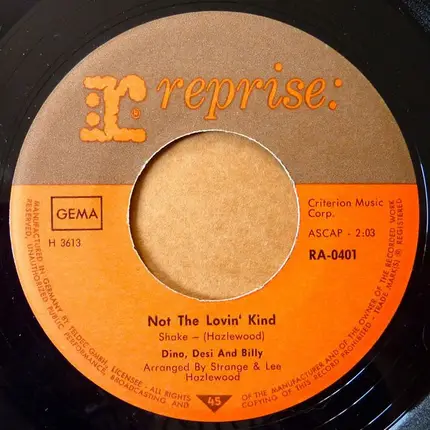 r reprise:
GEMA
H 3613
Criterion Music
Corp.
ASCAP - 2:03
RA-0401
Not The Lovin' Kind
Shake – (Hazlewood)
Dino, Desi And Billy
Arranged By Strange & Lee
Hazlewood
45
MANUFACTURED IN GERMANY BY TELDEC GMBH LICENSEE - ALL RIGHTS OF THE MANUFACTURER AND OF THE OWNER OF THE RECORDED WORK
RESERVED, UNAUTHORIZED PUBLIC PERFORMANCE, BROADCASTING, AND COPYING OF THIS RECORD PROHIBITED - TRADE MARK(S) ® REGISTERED